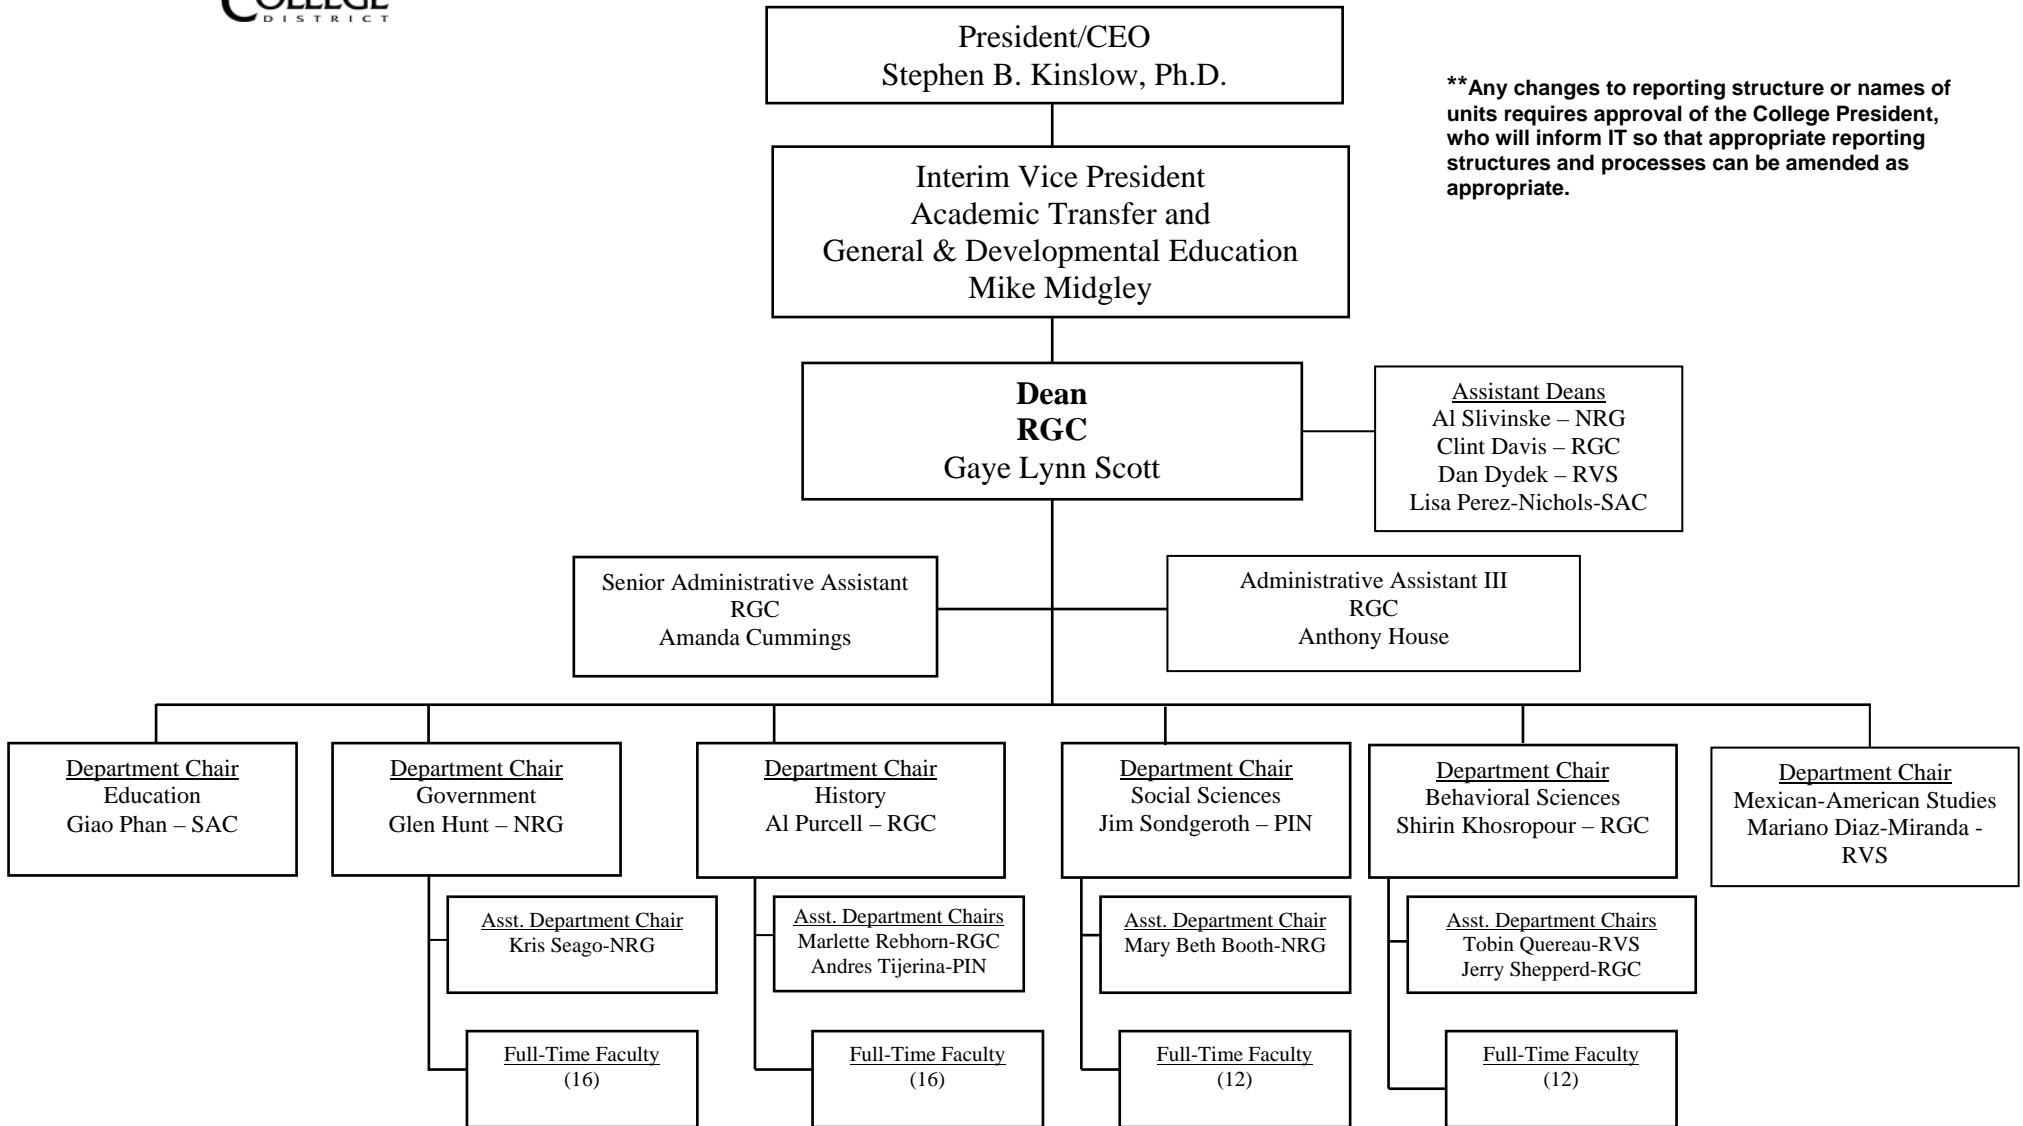 COLLEGE
DISTRICT
President/CEO
Stephen B. Kinslow, Ph.D.
**Any changes to reporting structure or names of
units requires approval of the College President,
who will inform IT so that appropriate reporting
structures and processes can be amended as
appropriate.
Interim Vice President
Academic Transfer and
General & Developmental Education
Mike Midgley
Dean
RGC
Gaye Lynn Scott
Assistant Deans
Al Slivinske – NRG
Clint Davis – RGC
Dan Dydek – RVS
Lisa Perez-Nichols-SAC
Senior Administrative Assistant
RGC
Amanda Cummings
Administrative Assistant III
RGC
Anthony House
Department Chair
Education
Giao Phan – SAC
Department Chair
Government
Glen Hunt – NRG
Department Chair
History
Al Purcell – RGC
Department Chair
Social Sciences
Jim Sondgeroth – PIN
Department Chair
Behavioral Sciences
Shirin Khosropour – RGC
Department Chair
Mexican-American Studies
Mariano Diaz-Miranda -
RVS
Asst. Department Chair
Kris Seago-NRG
Asst. Department Chairs
Marlette Rebhorn-RGC
Andres Tijerina-PIN
Asst. Department Chair
Mary Beth Booth-NRG
Asst. Department Chairs
Tobin Quereau-RVS
Jerry Shepperd-RGC
Full-Time Faculty
(16)
Full-Time Faculty
(16)
Full-Time Faculty
(12)
Full-Time Faculty
(12)